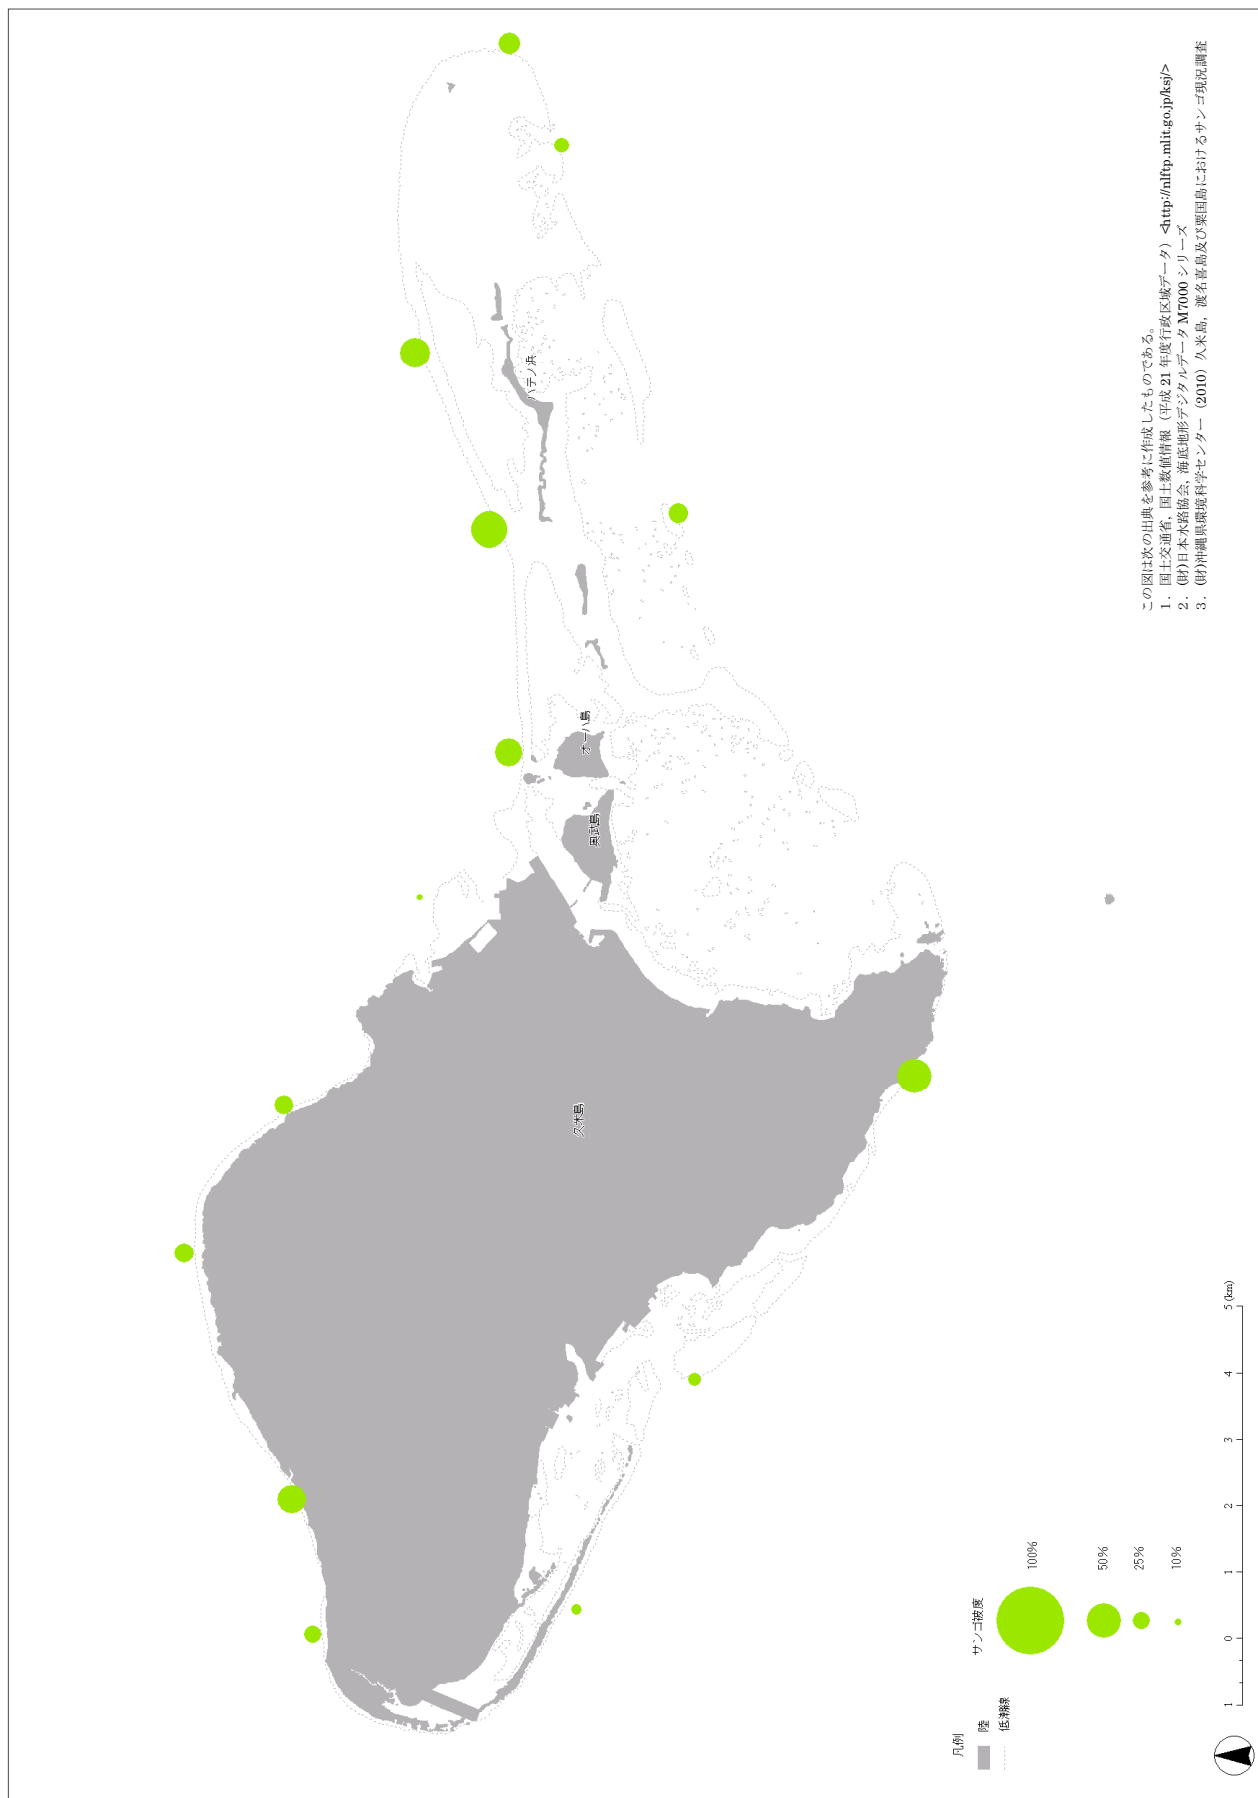 この図は次の出典を参考に作成したものである。
1．国土交通省，国土数値情報（平成 21 年度行政区域データ）<http://nlftp.mlit.go.jp/ksj/>
2．(財)日本水路協会，海底地形デジタルデータ M7000 シリーズ
3．(財)沖縄県環境科学センター（2010）久米島，渡名喜島及び粟国島におけるサンゴ現況調査
ハテノ浜
オーハ島
奥武島
久米島
凡例
陸
低潮線
サンゴ被度
100%
50%
25%
10%
1 0 1 2 3 4 5 (km)